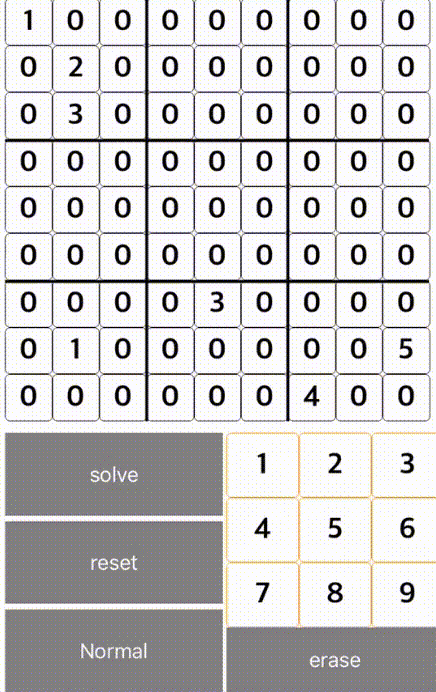 1 0 0 0 0 0 0 0 0
0 2 0 0 0 0 0 0 0
0 3 0 0 0 0 0 0 0
0 0 0 0 0 0 0 0 0
0 0 0 0 0 0 0 0 0
0 0 0 0 0 0 0 0 0
0 0 0 0 3 0 0 0 0
0 1 0 0 0 0 0 0 5
0 0 0 0 0 0 4 0 0
solve
reset
Normal
1 2 3
4 5 6
7 8 9
erase